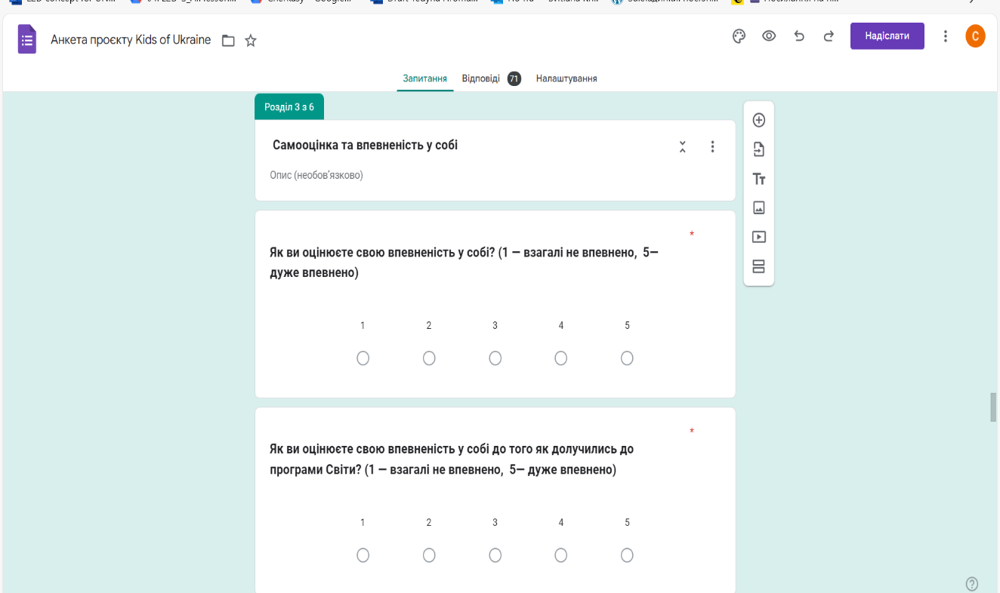 Анкета проєкту Kids of Ukraine
Надіслати
С
Запитання Відповіді 71 Налаштування
Розділ 3 з 6
Самооцінка та впевненість у собі
Опис (необов'язково)
*
Як ви оцінюєте свою впевненість у собі? (1 — взагалі не впевнено, 5—
дуже впевнено)
1 2 3 4 5
*
Як ви оцінюєте свою впевненість у собі до того як долучились до
програми Світи? (1 — взагалі не впевнено, 5— дуже впевнено)
1 2 3 4 5